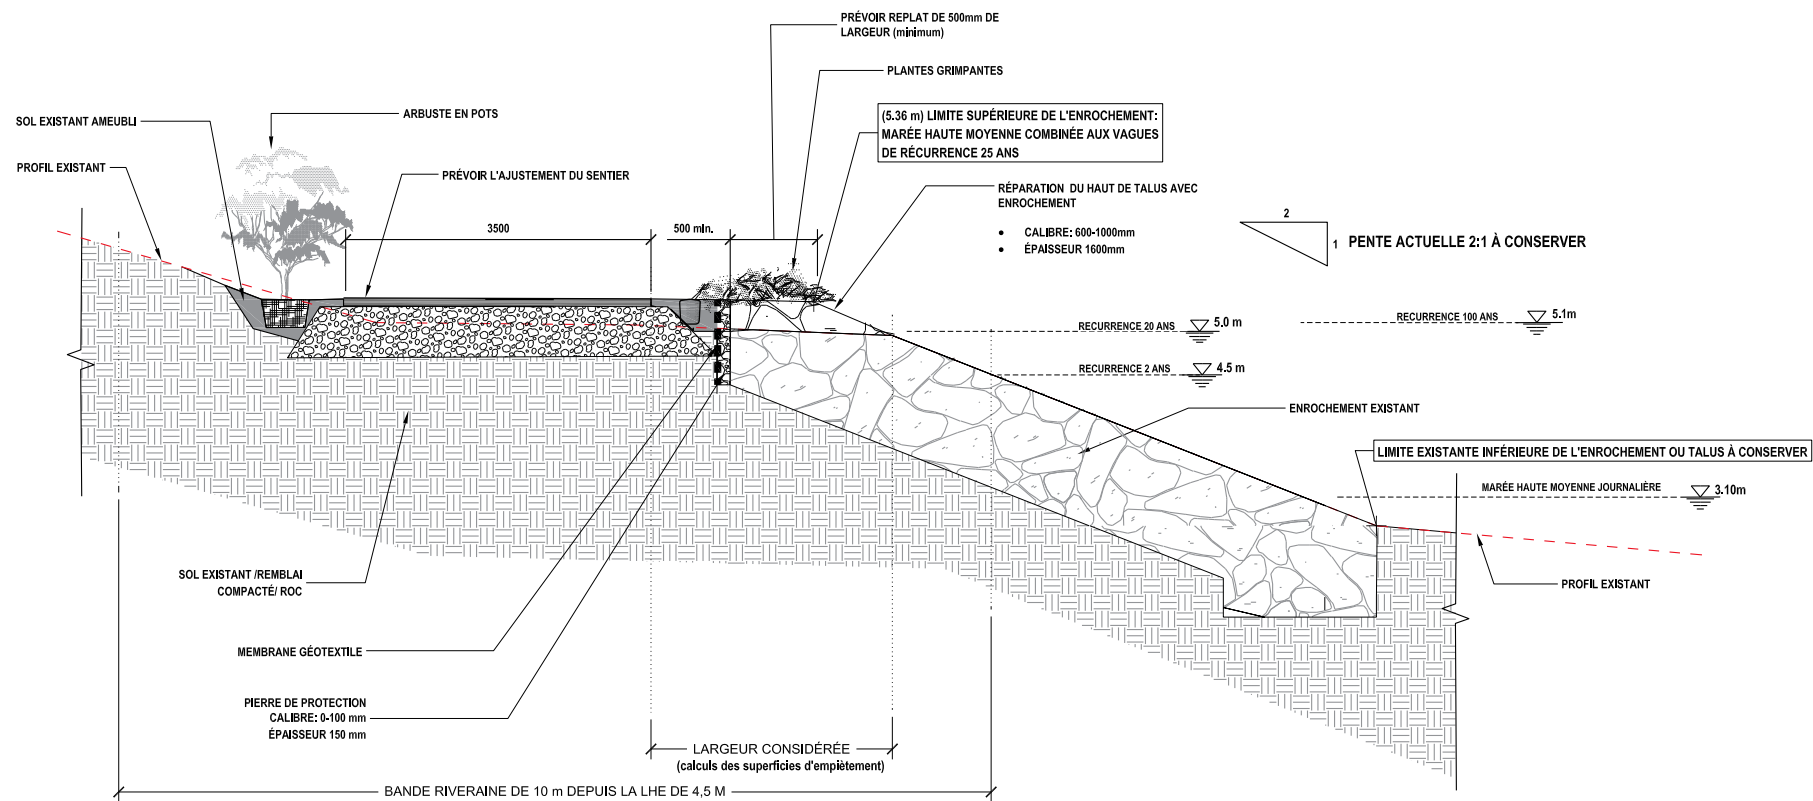 PRÉVOIR REPLAT DE 500mm DE
LARGEUR (minimum)
PLANTES GRIMPANTES
ARBUSTE EN POTS
(5.36 m) LIMITE SUPÉRIEURE DE L'ENROCHEMENT:
MARÉE HAUTE MOYENNE COMBINÉE AUX VAGUES
DE RÉCURRENCE 25 ANS
SOL EXISTANT AMEUBLI
PROFIL EXISTANT
PRÉVOIR L'AJUSTEMENT DU SENTIER
RÉPARATION DU HAUT DE TALUS AVEC
ENROCHEMENT
• CALIBRE: 600-1000mm
• ÉPAISSEUR 1600mm
3500
500 min.
2
1
PENTE ACTUELLE 2:1 À CONSERVER
RECURRENCE 20 ANS
5.0 m
RECURRENCE 100 ANS
5.1m
RECURRENCE 2 ANS
4.5 m
ENROCHEMENT EXISTANT
LIMITE EXISTANTE INFÉRIEURE DE L'ENROCHEMENT OU TALUS À CONSERVER
MARÉE HAUTE MOYENNE JOURNALIÈRE
3.10m
SOL EXISTANT /REMBLAI
COMPACTÉ/ ROC
PROFIL EXISTANT
MEMBRANE GÉOTEXTILE
PIERRE DE PROTECTION
CALIBRE: 0-100 mm
ÉPAISSEUR 150 mm
LARGEUR CONSIDÉRÉE
(calculs des superficies d'empiètement)
BANDE RIVERAINE DE 10 m DEPUIS LA LHE DE 4,5 M